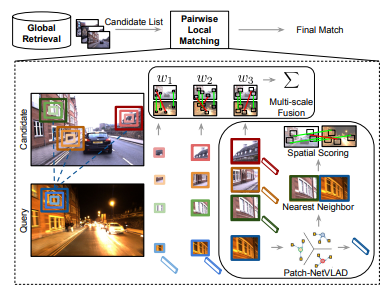 Global
Retrieval
Candidate List
Pairwise
Local
Matching
Final Match
w₁ w₂ w₃ ∑
Multi-scale
Fusion
Candidate
Query
Spatial Scoring
Nearest Neighbor
Patch-NetVLAD